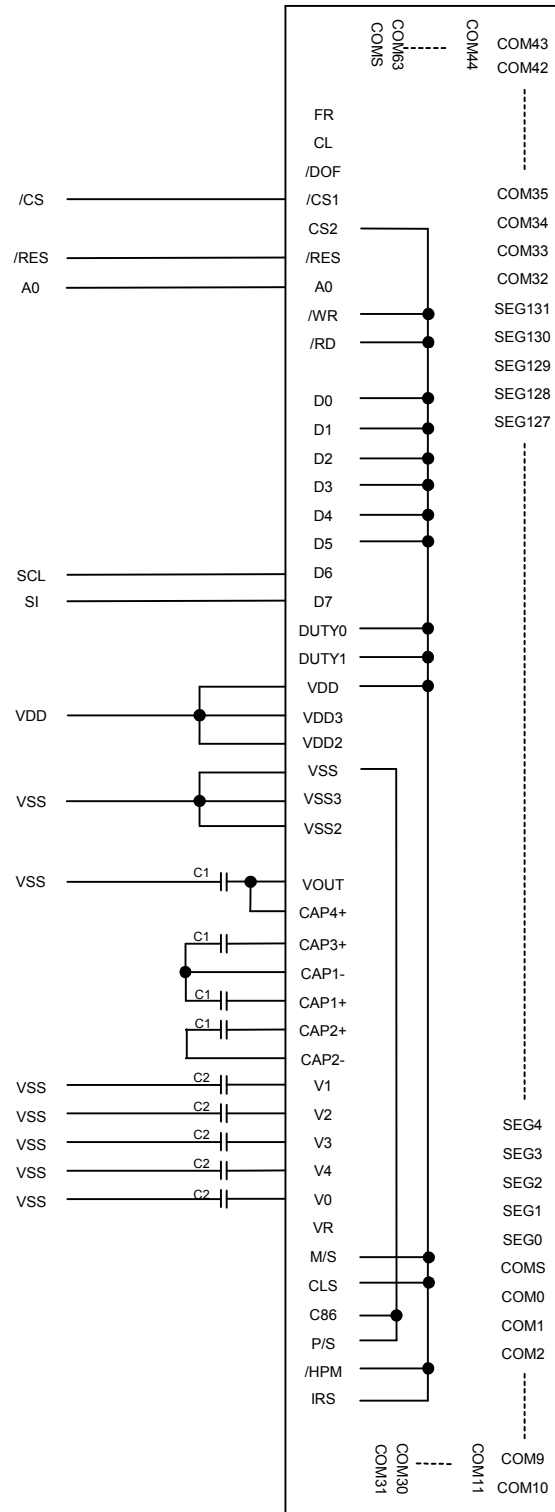 COMS COM63 COM44 COM43
COM42
FR
CL
/DOF
/CS /CS1 COM35
CS2 COM34
/RES /RES COM33
A0 A0 COM32
/WR SEG131
/RD SEG130
SEG129
D0 SEG128
D1 SEG127
D2
D3
D4
D5
SCL D6
SI D7
DUTY0
DUTY1
VDD
VDD VDD3
VDD2
VSS
VSS VSS3
VSS2
VSS C1 VOUT
CAP4+
C1 CAP3+
CAP1-
C1 CAP1+
C1 CAP2+
CAP2-
VSS C2 V1
VSS C2 V2 SEG4
VSS C2 V3 SEG3
VSS C2 V4 SEG2
VSS C2 V0 SEG1
VR SEG0
M/S COMS
CLS COM0
C86 COM1
P/S COM2
/HPM
IRS
COM31 COM30 COM11 COM9
COM10